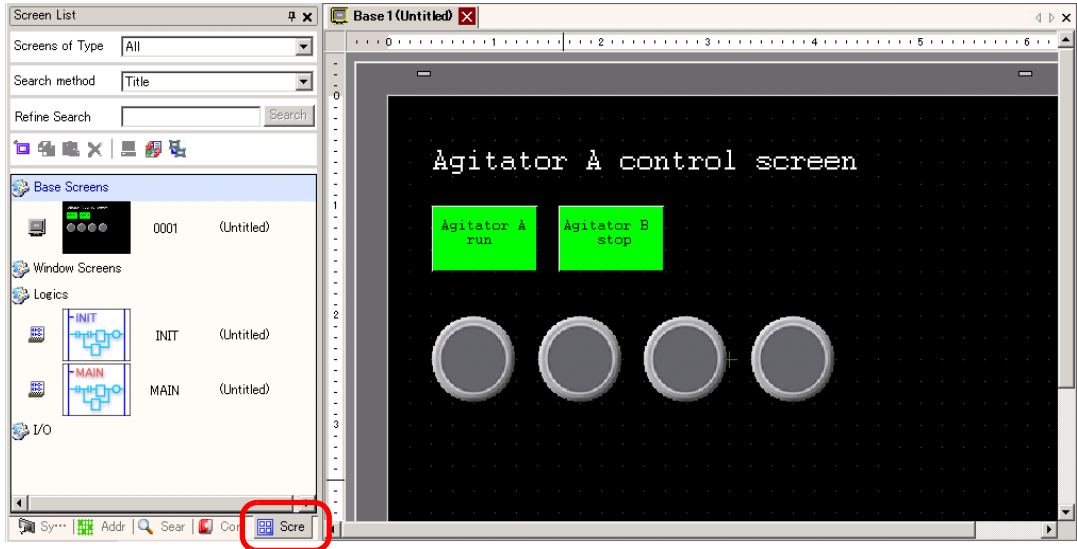 Screen List
Screens of Type All
Search method Title
Refine Search Search
Base Screens
0001 (Untitled)
Window Screens
Logics
INIT
INIT (Untitled)
MAIN
MAIN (Untitled)
I/O
Sy··· Addr Sear Cor Scre
Base 1 (Untitled)
0 1 2 3 4 5 6
0
1
2
3
Agitator A control screen
Agitator A
run
Agitator B
stop